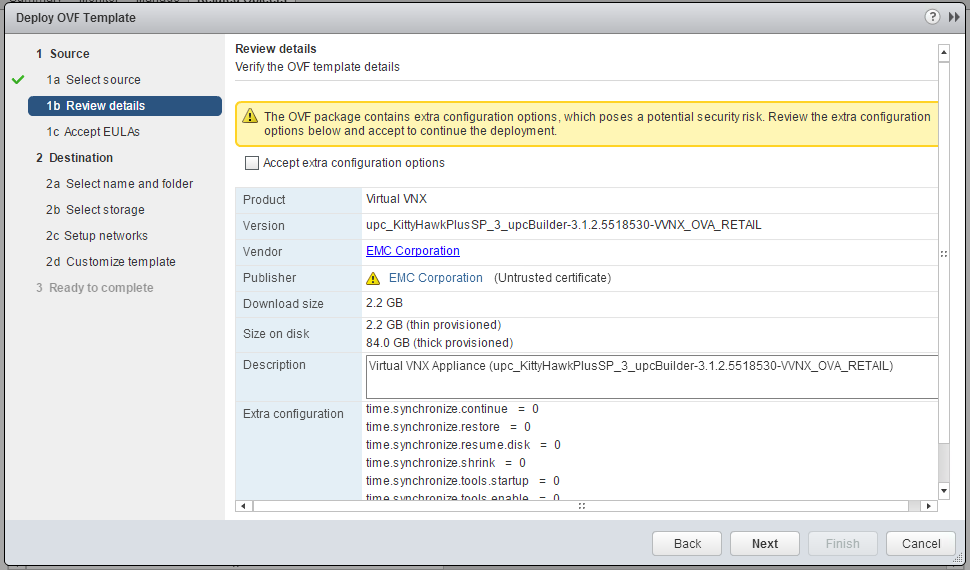 Deploy OVF Template
?
1 Source
1a Select source
1b Review details
1c Accept EULAs
2 Destination
2a Select name and folder
2b Select storage
2c Setup networks
2d Customize template
3 Ready to complete
Review details
Verify the OVF template details
The OVF package contains extra configuration options, which poses a potential security risk. Review the extra configuration
options below and accept to continue the deployment.
Accept extra configuration options
Product Virtual VNX
Version upc_KittyHawkPlusSP_3_upcBuilder-3.1.2.5518530-VVNX_OVA_RETAIL
Vendor EMC Corporation
Publisher EMC Corporation (Untrusted certificate)
Download size 2.2 GB
Size on disk 2.2 GB (thin provisioned)
84.0 GB (thick provisioned)
Description Virtual VNX Appliance (upc_KittyHawkPlusSP_3_upcBuilder-3.1.2.5518530-VVNX_OVA_RETAIL)
Extra configuration time.synchronize.continue = 0
time.synchronize.restore = 0
time.synchronize.resume.disk = 0
time.synchronize.shrink = 0
time.synchronize.tools.startup = 0
time.synchronize.tools.enable = 0
Back Next Finish Cancel